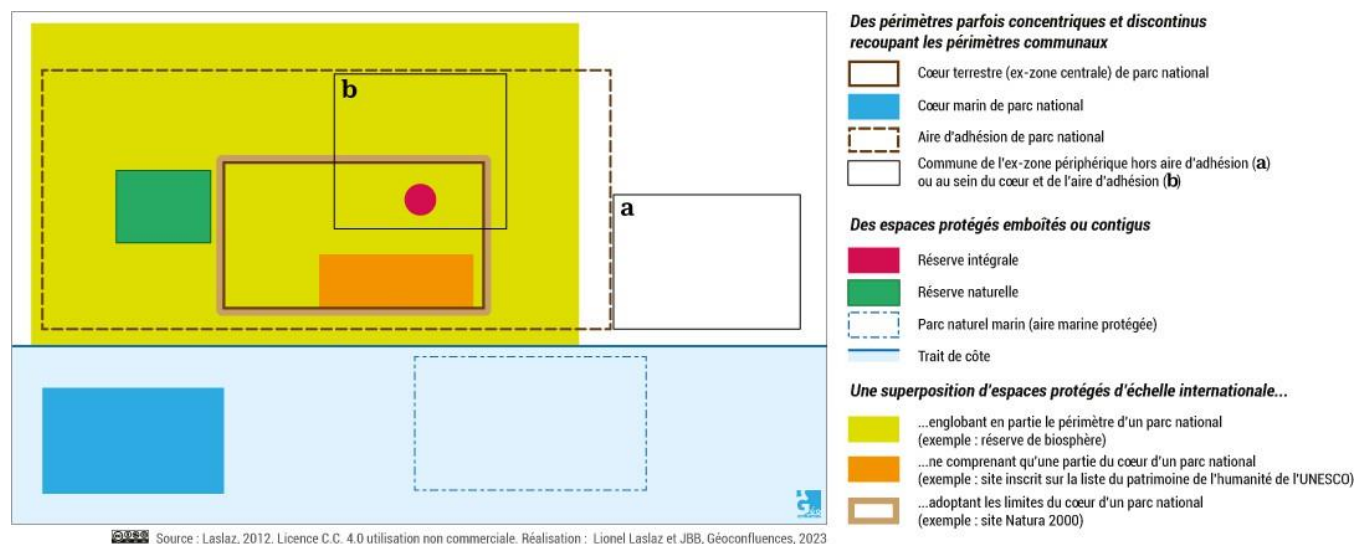 b
a
Des périmètres parfois concentriques et discontinus
recoupant les périmètres communaux
Cœur terrestre (ex-zone centrale) de parc national
Cœur marin de parc national
Aire d'adhésion de parc national
Commune de l'ex-zone périphérique hors aire d'adhésion (a)
ou au sein du cœur et de l'aire d'adhésion (b)
Des espaces protégés emboîtés ou contigus
Réserve intégrale
Réserve naturelle
Parc naturel marin (aire marine protégée)
Trait de côte
Une superposition d'espaces protégés d'échelle internationale...
...englobant en partie le périmètre d'un parc national
(exemple : réserve de biosphère)
...ne comprenant qu'une partie du cœur d'un parc national
(exemple : site inscrit sur la liste du patrimoine de l'humanité de l'UNESCO)
...adoptant les limites du cœur d'un parc national
(exemple : site Natura 2000)
Source : Laslaz, 2012. Licence C.C. 4.0 utilisation non commerciale. Réalisation : Lionel Laslaz et JBB, Géoconfluences, 2023